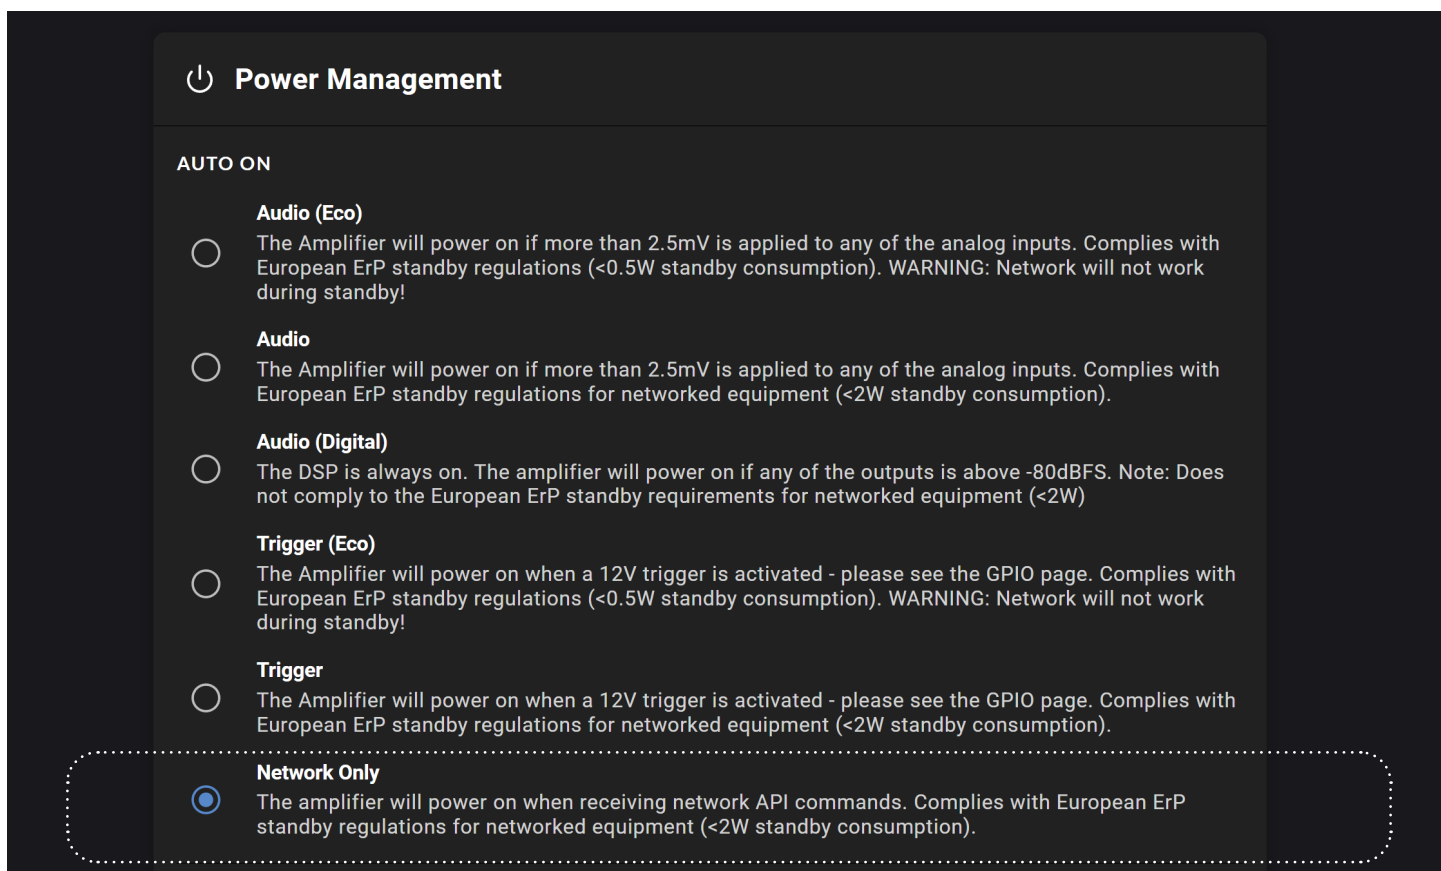 Power Management
AUTO ON
Audio (Eco)
The Amplifier will power on if more than 2.5mV is applied to any of the analog inputs. Complies with
European ErP standby regulations (<0.5W standby consumption). WARNING: Network will not work
during standby!
Audio
The Amplifier will power on if more than 2.5mV is applied to any of the analog inputs. Complies with
European ErP standby regulations for networked equipment (<2W standby consumption).
Audio (Digital)
The DSP is always on. The amplifier will power on if any of the outputs is above -80dBFS. Note: Does
not comply to the European ErP standby requirements for networked equipment (<2W)
Trigger (Eco)
The Amplifier will power on when a 12V trigger is activated - please see the GPIO page. Complies with
European ErP standby regulations (<0.5W standby consumption). WARNING: Network will not work
during standby!
Trigger
The Amplifier will power on when a 12V trigger is activated - please see the GPIO page. Complies with
European ErP standby regulations for networked equipment (<2W standby consumption).
Network Only
The amplifier will power on when receiving network API commands. Complies with European ErP
standby regulations for networked equipment (<2W standby consumption).